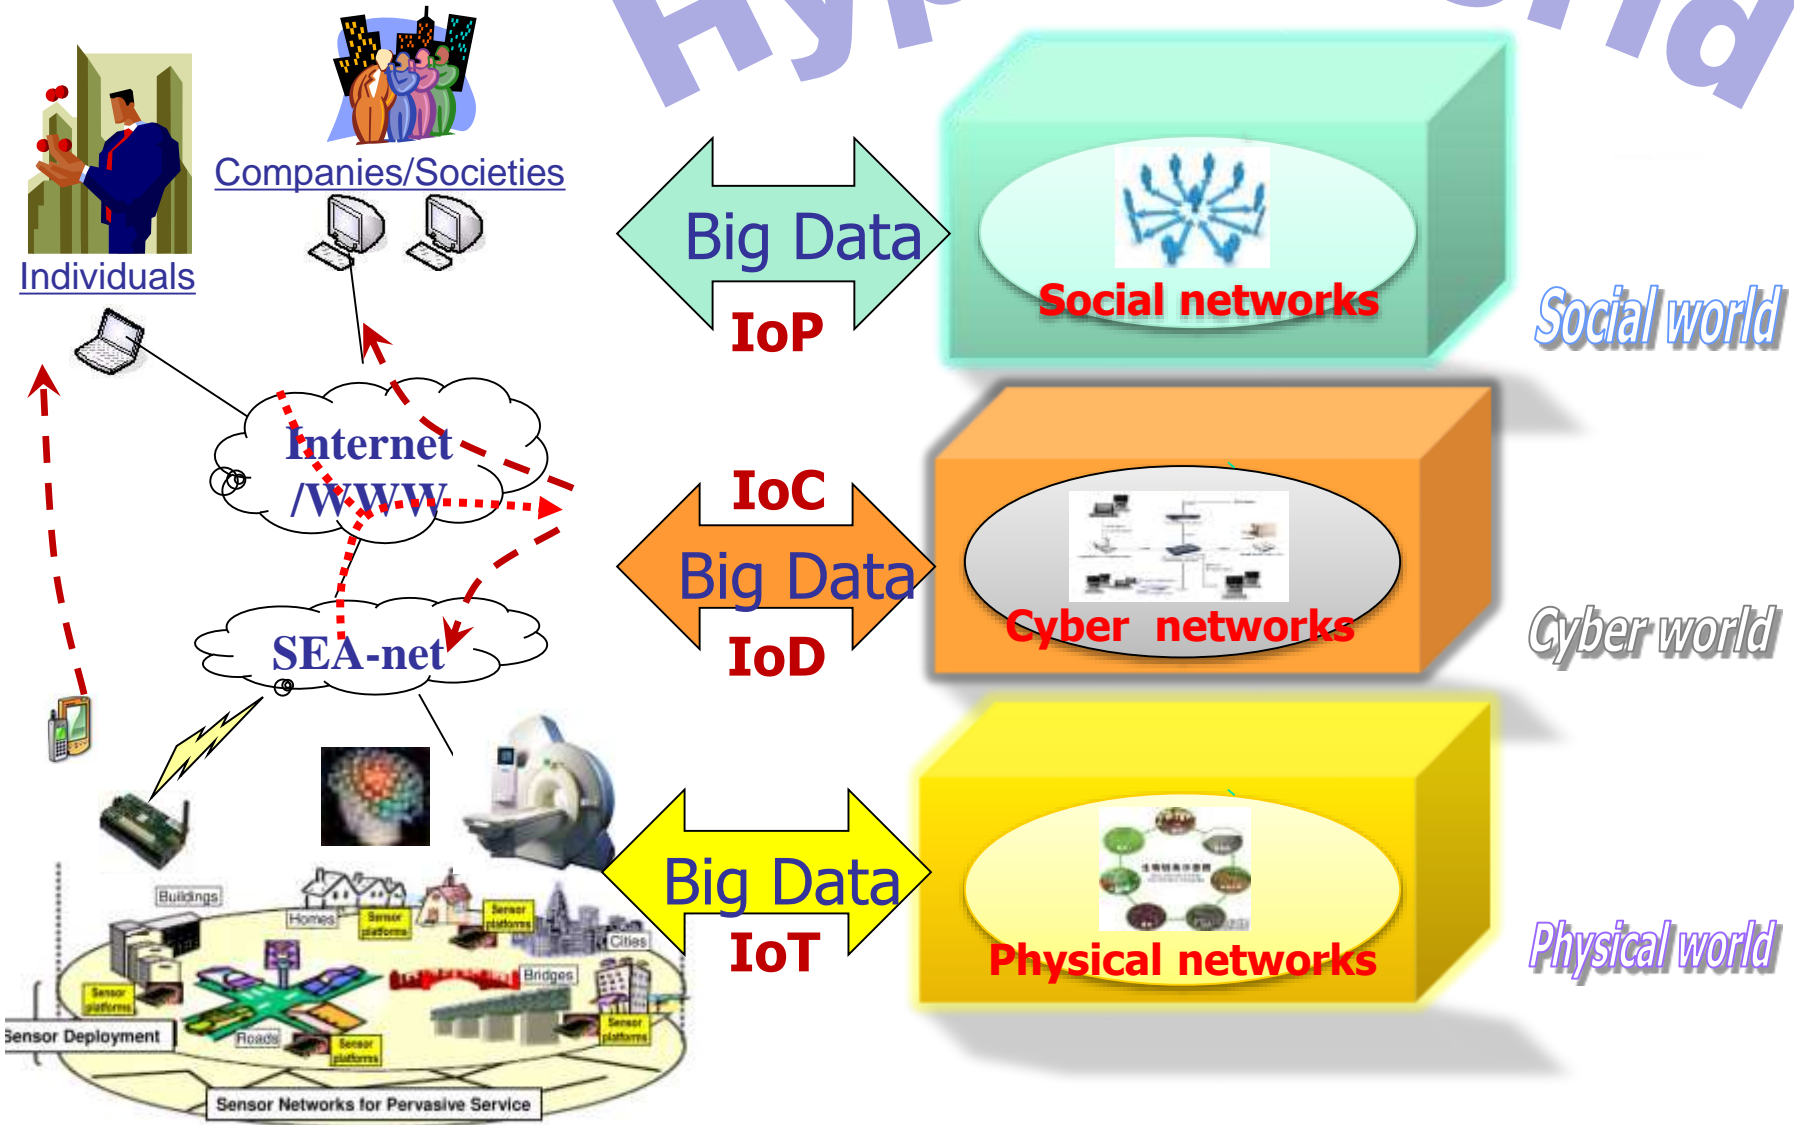 Hyp
orld
Companies/Societies
Individuals
Internet
/WWW
SEA-net
Big Data
IoP
Social networks
Social world
IoC
Big Data
IoD
Cyber networks
Cyber world
Big Data
IoT
Physical networks
Physical world
Buildings
Homes
Sensor
platforms
Sensor
platforms
Cities
Bridges
Sensor
platforms
Roads
Sensor
platforms
Sensor
platforms
Sensor Deployment
Sensor Networks for Pervasive Service